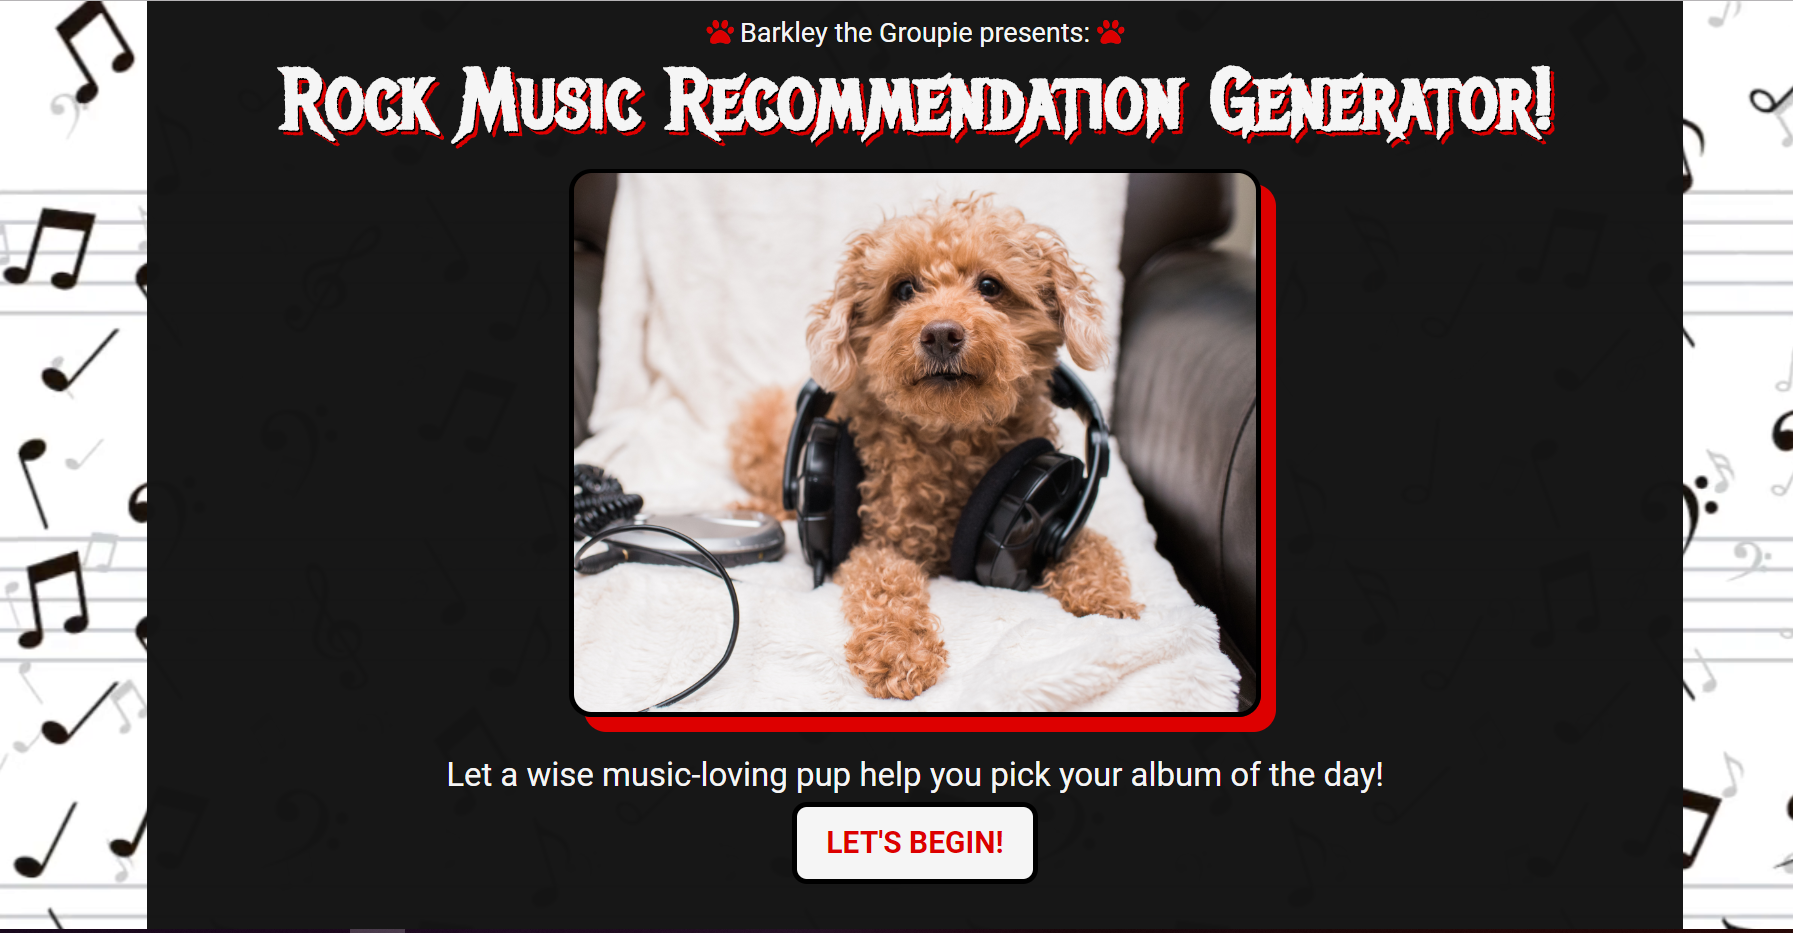 Barkley the Groupie presents:
Rock Music Recommendation Generator!
Let a wise music-loving pup help you pick your album of the day!
LET'S BEGIN!